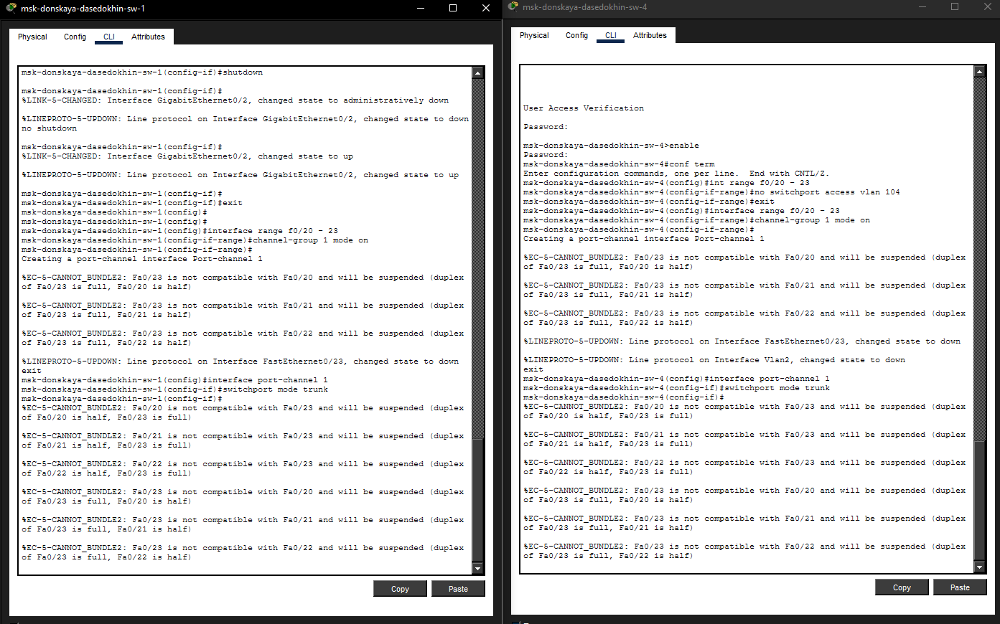 msk-donskaya-dasedokhin-sw-1
Physical Config CLI Attributes
msk-donskaya-dasedokhin-sw-1(config-if)#shutdown
msk-donskaya-dasedokhin-sw-1(config-if)#
%LINK-5-CHANGED: Interface GigabitEthernet0/2, changed state to administratively down
%LINEPROTO-5-UPDOWN: Line protocol on Interface GigabitEthernet0/2, changed state to down
no shutdown
msk-donskaya-dasedokhin-sw-1(config-if)#
%LINK-5-CHANGED: Interface GigabitEthernet0/2, changed state to up
%LINEPROTO-5-UPDOWN: Line protocol on Interface GigabitEthernet0/2, changed state to up
msk-donskaya-dasedokhin-sw-1(config-if)#
msk-donskaya-dasedokhin-sw-1(config-if)#exit
msk-donskaya-dasedokhin-sw-1(config)#
msk-donskaya-dasedokhin-sw-1(config)#
msk-donskaya-dasedokhin-sw-1(config)#interface range f0/20 - 23
msk-donskaya-dasedokhin-sw-1(config-if-range)#channel-group 1 mode on
msk-donskaya-dasedokhin-sw-1(config-if-range)#
Creating a port-channel interface Port-channel 1
%EC-5-CANNOT_BUNDLE2: Fa0/23 is not compatible with Fa0/20 and will be suspended (duplex
of Fa0/23 is full, Fa0/20 is half)
%EC-5-CANNOT_BUNDLE2: Fa0/23 is not compatible with Fa0/21 and will be suspended (duplex
of Fa0/23 is full, Fa0/21 is half)
%EC-5-CANNOT_BUNDLE2: Fa0/23 is not compatible with Fa0/22 and will be suspended (duplex
of Fa0/23 is full, Fa0/22 is half)
%LINEPROTO-5-UPDOWN: Line protocol on Interface FastEthernet0/23, changed state to down
exit
msk-donskaya-dasedokhin-sw-1(config)#interface port-channel 1
msk-donskaya-dasedokhin-sw-1(config-if)#switchport mode trunk
msk-donskaya-dasedokhin-sw-1(config-if)#
%EC-5-CANNOT_BUNDLE2: Fa0/20 is not compatible with Fa0/23 and will be suspended (duplex
of Fa0/20 is half, Fa0/23 is full)
%EC-5-CANNOT_BUNDLE2: Fa0/21 is not compatible with Fa0/23 and will be suspended (duplex
of Fa0/21 is half, Fa0/23 is full)
%EC-5-CANNOT_BUNDLE2: Fa0/22 is not compatible with Fa0/23 and will be suspended (duplex
of Fa0/22 is half, Fa0/23 is full)
%EC-5-CANNOT_BUNDLE2: Fa0/23 is not compatible with Fa0/20 and will be suspended (duplex
of Fa0/23 is full, Fa0/20 is half)
%EC-5-CANNOT_BUNDLE2: Fa0/23 is not compatible with Fa0/21 and will be suspended (duplex
of Fa0/23 is full, Fa0/21 is half)
%EC-5-CANNOT_BUNDLE2: Fa0/23 is not compatible with Fa0/22 and will be suspended (duplex
of Fa0/23 is full, Fa0/22 is half)
Copy Paste
msk-donskaya-dasedokhin-sw-4
Physical Config CLI Attributes
User Access Verification
Password:
msk-donskaya-dasedokhin-sw-4>enable
Password:
msk-donskaya-dasedokhin-sw-4#conf term
Enter configuration commands, one per line.  End with CNTL/Z.
msk-donskaya-dasedokhin-sw-4(config)#int range f0/20 - 23
msk-donskaya-dasedokhin-sw-4(config-if-range)#no switchport access vlan 104
msk-donskaya-dasedokhin-sw-4(config-if-range)#exit
msk-donskaya-dasedokhin-sw-4(config)#interface range f0/20 - 23
msk-donskaya-dasedokhin-sw-4(config-if-range)#channel-group 1 mode on
msk-donskaya-dasedokhin-sw-4(config-if-range)#
Creating a port-channel interface Port-channel 1
%EC-5-CANNOT_BUNDLE2: Fa0/23 is not compatible with Fa0/20 and will be suspended (duplex
of Fa0/23 is full, Fa0/20 is half)
%EC-5-CANNOT_BUNDLE2: Fa0/23 is not compatible with Fa0/21 and will be suspended (duplex
of Fa0/23 is full, Fa0/21 is half)
%EC-5-CANNOT_BUNDLE2: Fa0/23 is not compatible with Fa0/22 and will be suspended (duplex
of Fa0/23 is full, Fa0/22 is half)
%LINEPROTO-5-UPDOWN: Line protocol on Interface FastEthernet0/23, changed state to down
%LINEPROTO-5-UPDOWN: Line protocol on Interface Vlan2, changed state to down
exit
msk-donskaya-dasedokhin-sw-4(config)#interface port-channel 1
msk-donskaya-dasedokhin-sw-4(config-if)#switchport mode trunk
msk-donskaya-dasedokhin-sw-4(config-if)#
%EC-5-CANNOT_BUNDLE2: Fa0/20 is not compatible with Fa0/23 and will be suspended (duplex
of Fa0/20 is half, Fa0/23 is full)
%EC-5-CANNOT_BUNDLE2: Fa0/21 is not compatible with Fa0/23 and will be suspended (duplex
of Fa0/21 is half, Fa0/23 is full)
%EC-5-CANNOT_BUNDLE2: Fa0/22 is not compatible with Fa0/23 and will be suspended (duplex
of Fa0/22 is half, Fa0/23 is full)
%EC-5-CANNOT_BUNDLE2: Fa0/23 is not compatible with Fa0/20 and will be suspended (duplex
of Fa0/23 is full, Fa0/20 is half)
%EC-5-CANNOT_BUNDLE2: Fa0/23 is not compatible with Fa0/21 and will be suspended (duplex
of Fa0/23 is full, Fa0/21 is half)
%EC-5-CANNOT_BUNDLE2: Fa0/23 is not compatible with Fa0/22 and will be suspended (duplex
of Fa0/23 is full, Fa0/22 is half)
Copy Paste